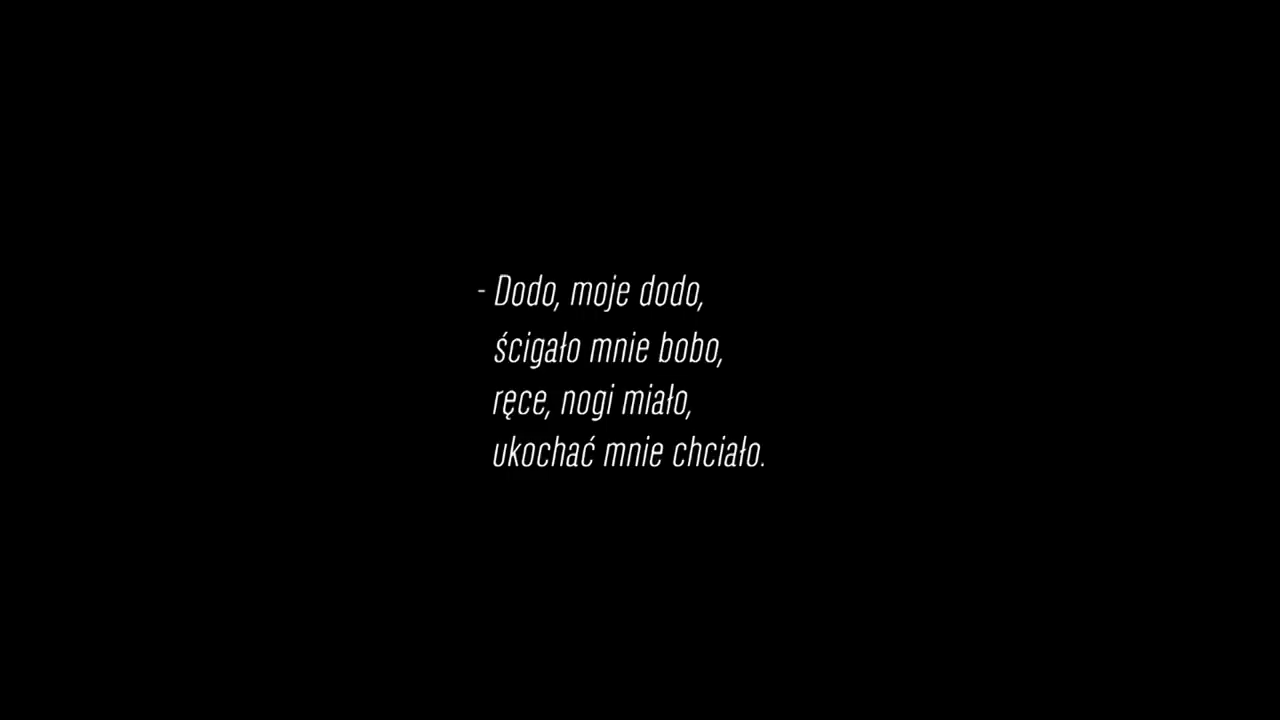 - Dodo, moje dodo,
ścigało mnie bobo,
ręce, nogi miało,
ukochać mnie chciało.